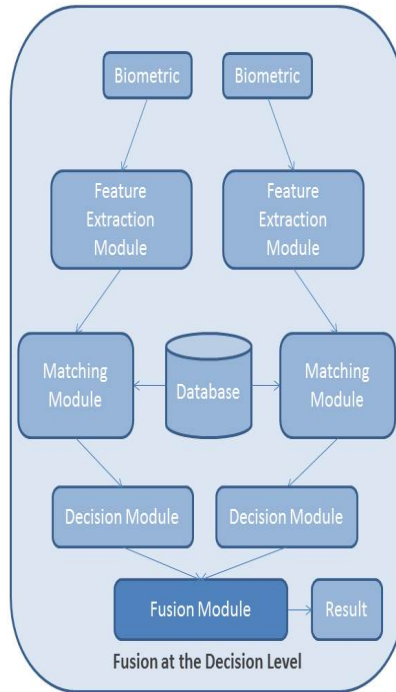 Biometric
Biometric
Feature
Extraction
Module
Feature
Extraction
Module
Matching
Module
Database
Matching
Module
Decision Module
Decision Module
Fusion Module
Result
Fusion at the Decision Level